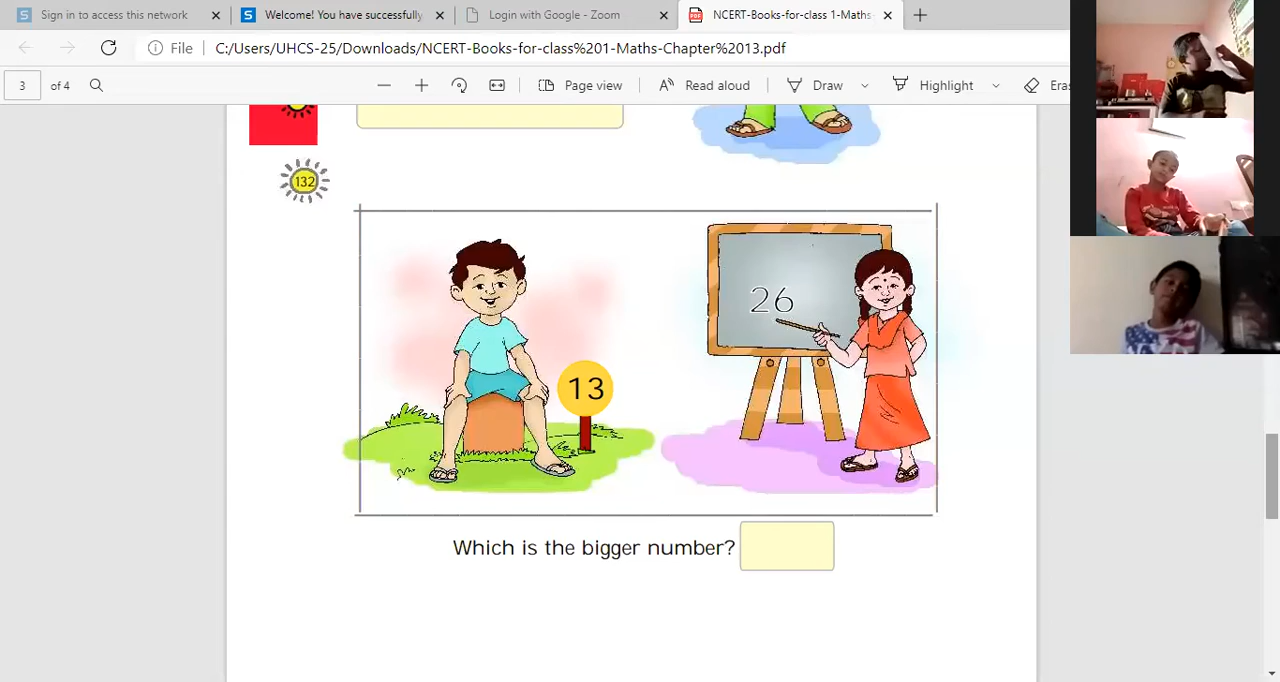 Sign in to access this network
Welcome! You have successfully
Login with Google - Zoom
NCERT-Books-for-class 1-Maths-
File
C:/Users/UHCS-25/Downloads/NCERT-Books-for-class%201-Maths-Chapter%2013.pdf
3 of 4
Page view
Read aloud
Draw
Highlight
Eras
132
26
13
Which is the bigger number?